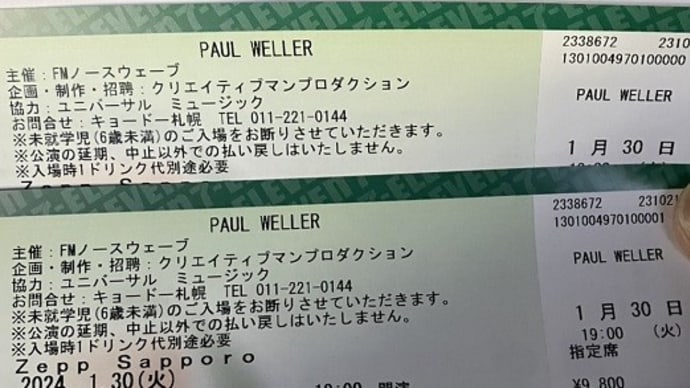 7-ELEVEN
PAUL WELLER
主催：FMノースウェーブ
企画・制作・招聘：クリエイティブマンプロダクション
協力：ユニバーサル ミュージック
お問合せ：キョードー札幌 TEL 011-221-0144
※未就学児(6歳未満)のご入場をお断りさせていただきます。
※公演の延期、中止以外での払い戻しはいたしません。
※入場時1ドリンク代別途必要
Zepp Sapporo
2338672 2310
1301004970100000
PAUL WELLER
1月30日
7-ELEVEN
PAUL WELLER
主催：FMノースウェーブ
企画・制作・招聘：クリエイティブマンプロダクション
協力：ユニバーサル ミュージック
お問合せ：キョードー札幌 TEL 011-221-0144
※未就学児(6歳未満)のご入場をお断りさせていただきます。
※公演の延期、中止以外での払い戻しはいたしません。
※入場時1ドリンク代別途必要
Zepp Sapporo
2024 1.30(火)
2338672 231021
1301004970100001
PAUL WELLER
1月30日
19:00 (火)
指定席
¥9,800